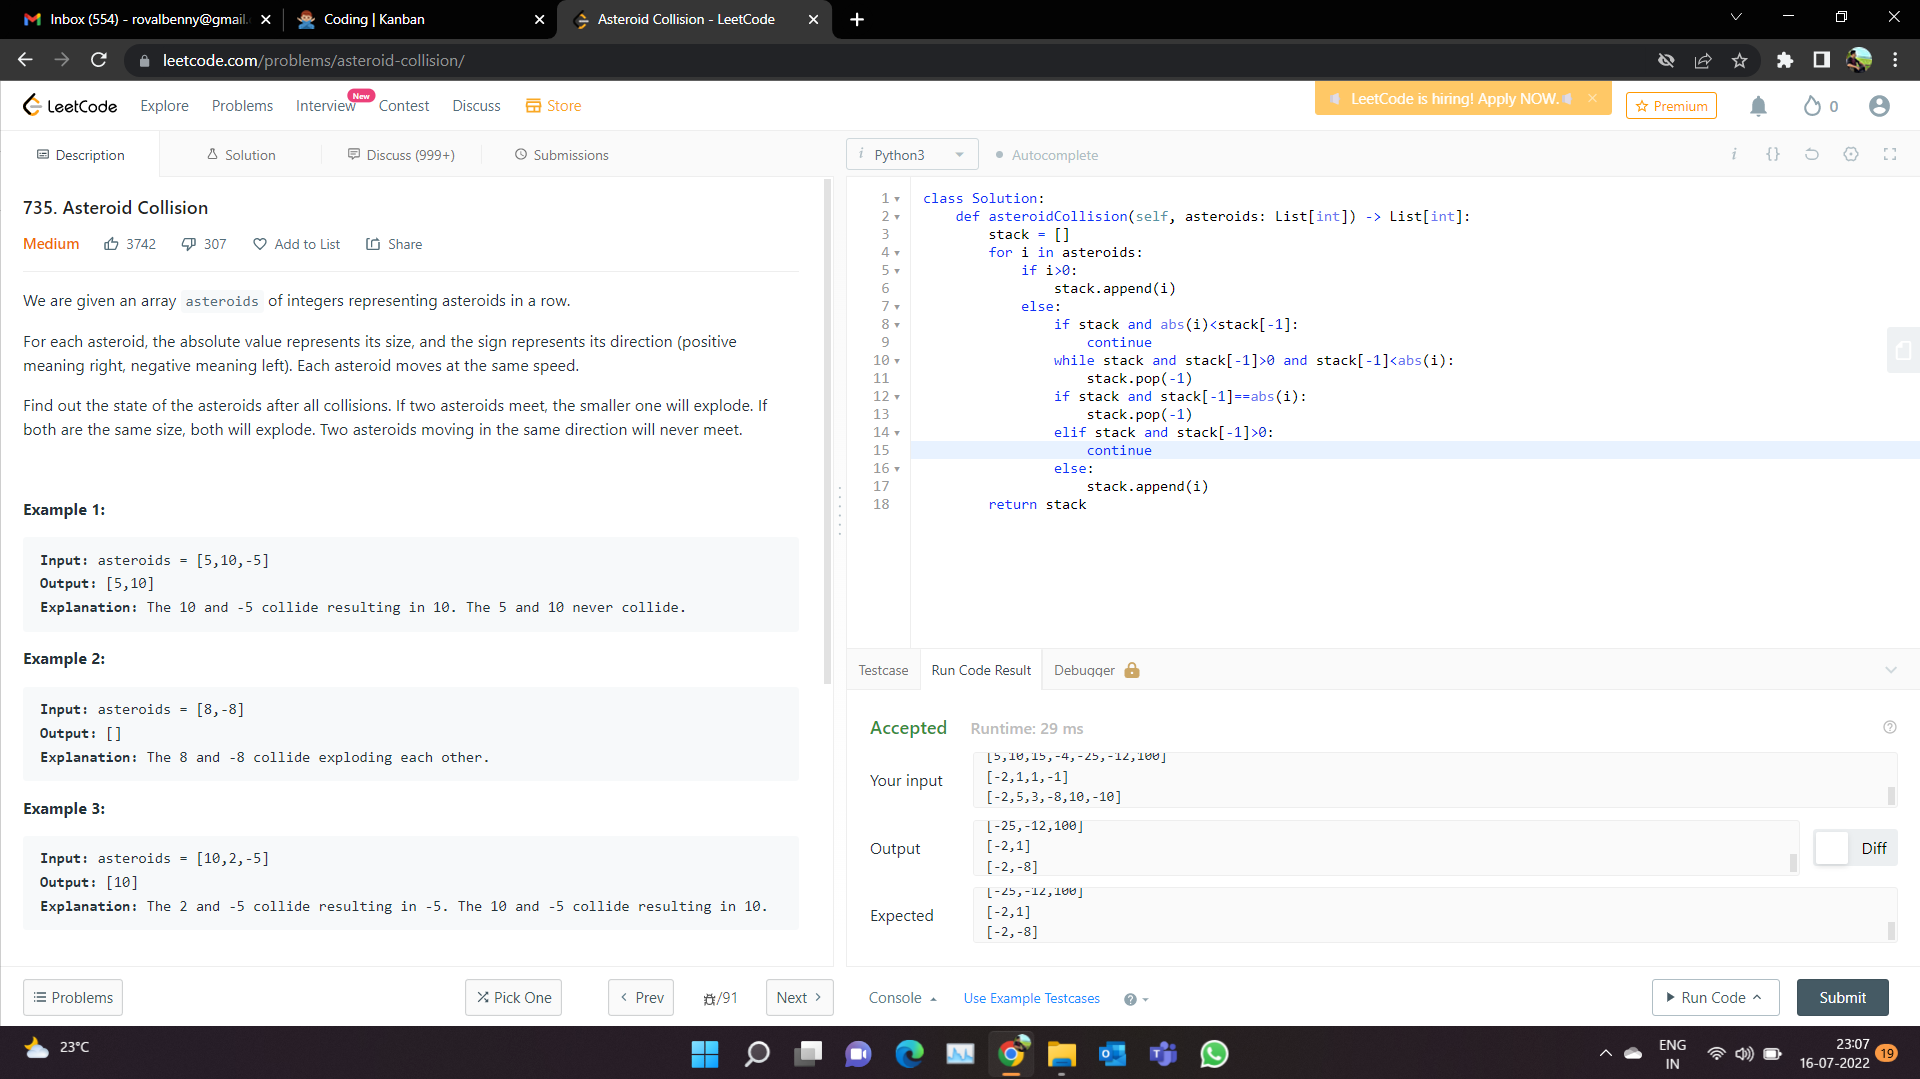 Inbox (554) - rovalbenny@gmail.
Coding | Kanban
Asteroid Collision - LeetCode
leetcode.com/problems/asteroid-collision/
LeetCode
Explore
Problems
Interview
New
Contest
Discuss
Store
LeetCode is hiring! Apply NOW.
Premium
0
Description
Solution
Discuss (999+)
Submissions
i Python3
Autocomplete
i
{}
735. Asteroid Collision
Medium
3742
307
Add to List
Share
We are given an array asteroids of integers representing asteroids in a row.
For each asteroid, the absolute value represents its size, and the sign represents its direction (positive
meaning right, negative meaning left). Each asteroid moves at the same speed.
Find out the state of the asteroids after all collisions. If two asteroids meet, the smaller one will explode. If
both are the same size, both will explode. Two asteroids moving in the same direction will never meet.
Example 1:
Input: asteroids = [5,10,-5]
Output: [5,10]
Explanation: The 10 and -5 collide resulting in 10. The 5 and 10 never collide.
Example 2:
Input: asteroids = [8,-8]
Output: []
Explanation: The 8 and -8 collide exploding each other.
Example 3:
Input: asteroids = [10,2,-5]
Output: [10]
Explanation: The 2 and -5 collide resulting in -5. The 10 and -5 collide resulting in 10.
1 class Solution:
2 def asteroidCollision(self, asteroids: List[int]) -> List[int]:
3 stack = []
4 for i in asteroids:
5 if i>0:
6 stack.append(i)
7 else:
8 if stack and abs(i)<stack[-1]:
9 continue
10 while stack and stack[-1]>0 and stack[-1]<abs(i):
11 stack.pop(-1)
12 if stack and stack[-1]==abs(i):
13 stack.pop(-1)
14 elif stack and stack[-1]>0:
15 continue
16 else:
17 stack.append(i)
18 return stack
Testcase
Run Code Result
Debugger
Accepted
Runtime: 29 ms
Your input
[5,10,15,-4,-25,-12,100]
[-2,1,1,-1]
[-2,5,3,-8,10,-10]
Output
[-25,-12,100]
[-2,1]
[-2,-8]
Diff
Expected
[-25,-12,100]
[-2,1]
[-2,-8]
Problems
Pick One
Prev
/91
Next
Console
Use Example Testcases
Run Code
Submit
23°C
ENG
IN
23:07
16-07-2022
19